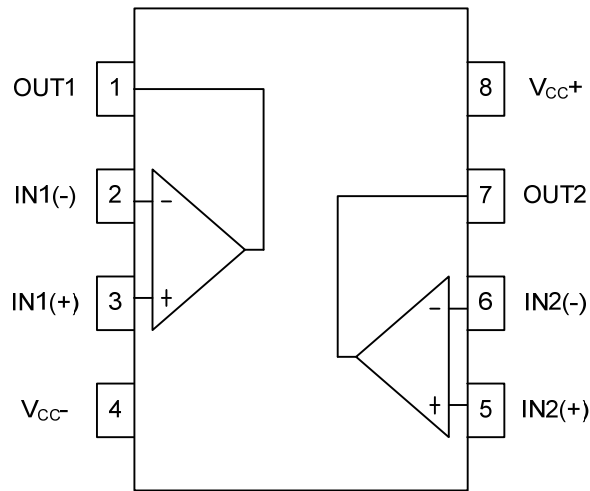 OUT1 1
IN1(-) 2 -
IN1(+) 3 +
VCC- 4
8 VCC+
7 OUT2
- 6 IN2(-)
+ 5 IN2(+)